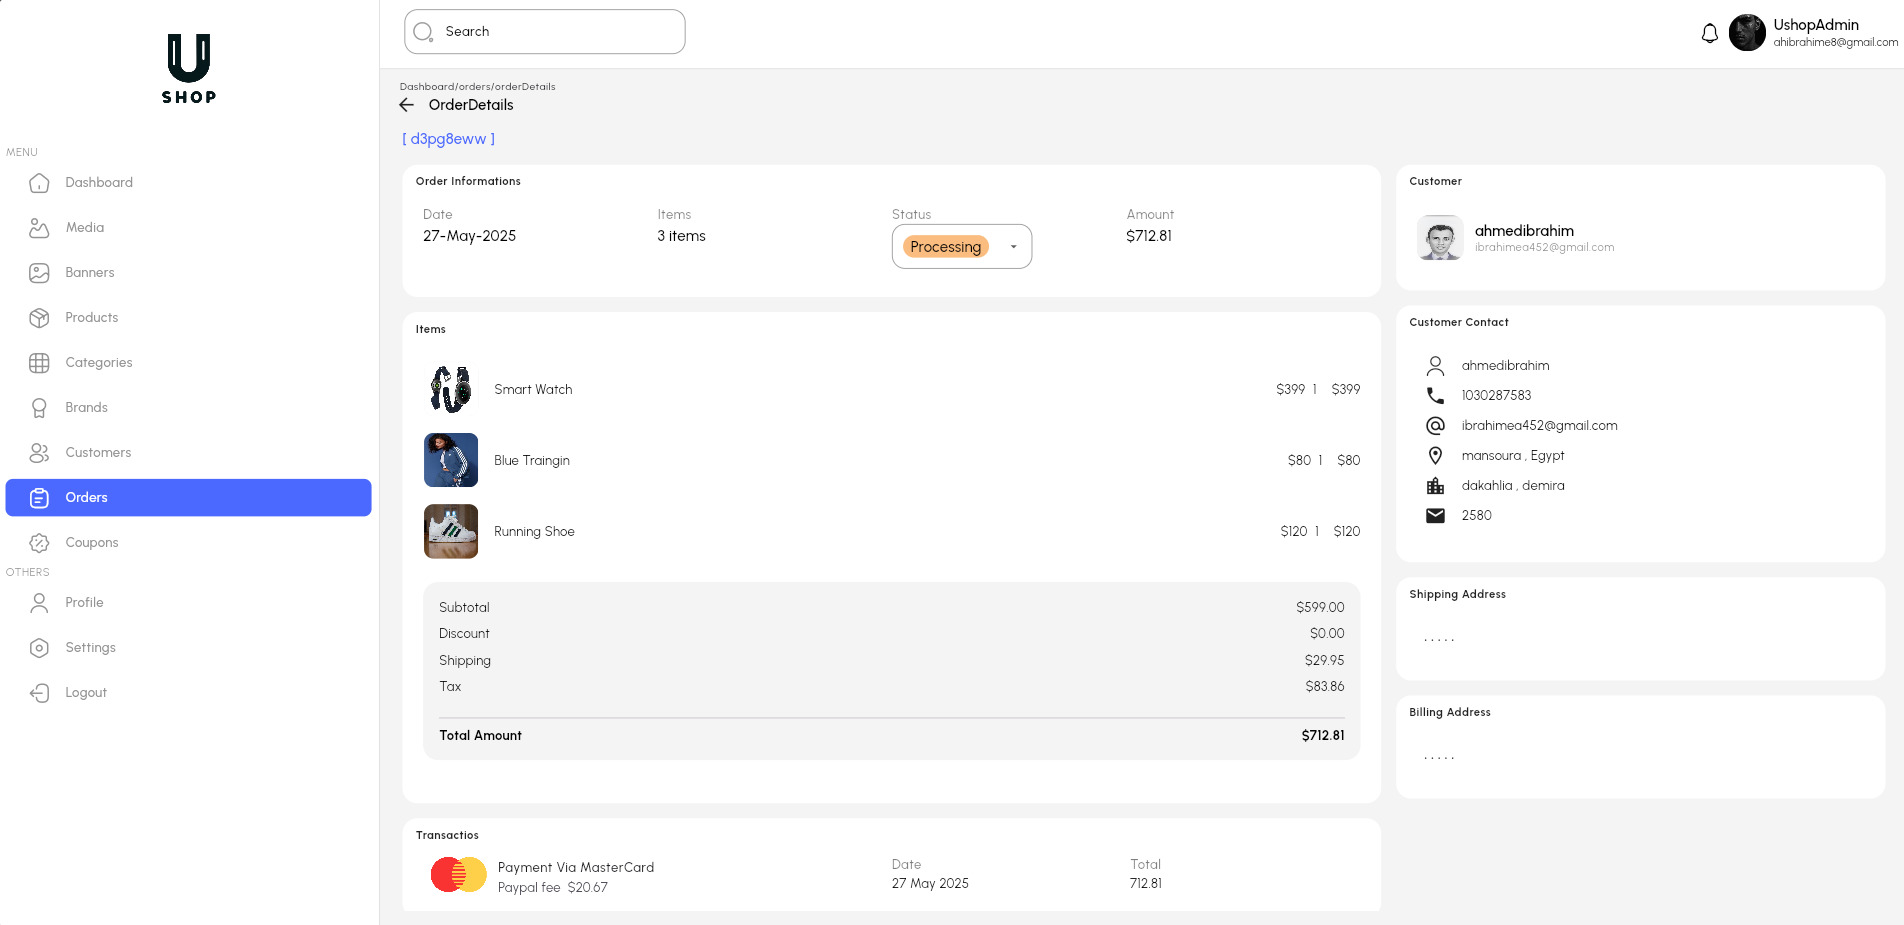 U
SHOP
MENU
Dashboard
Media
Banners
Products
Categories
Brands
Customers
Orders
Coupons
OTHERS
Profile
Settings
Logout
Search
UshopAdmin
ahibrahime8@gmail.com
Dashboard/orders/orderDetails
OrderDetails
[ d3pg8eww ]
Order Informations
Date Items Status Amount
27-May-2025 3 items Processing $712.81
Items
Smart Watch $399 1 $399
Blue Traingin $80 1 $80
Running Shoe $120 1 $120
Subtotal $599.00
Discount $0.00
Shipping $29.95
Tax $83.86
Total Amount $712.81
Transactios
Payment Via MasterCard Date Total
Paypal fee $20.67 27 May 2025 712.81
Customer
ahmedibrahim
ibrahimea452@gmail.com
Customer Contact
ahmedibrahim
1030287583
ibrahimea452@gmail.com
mansoura , Egypt
dakahlia , demira
2580
Shipping Address
. . . . .
Billing Address
. . . . .